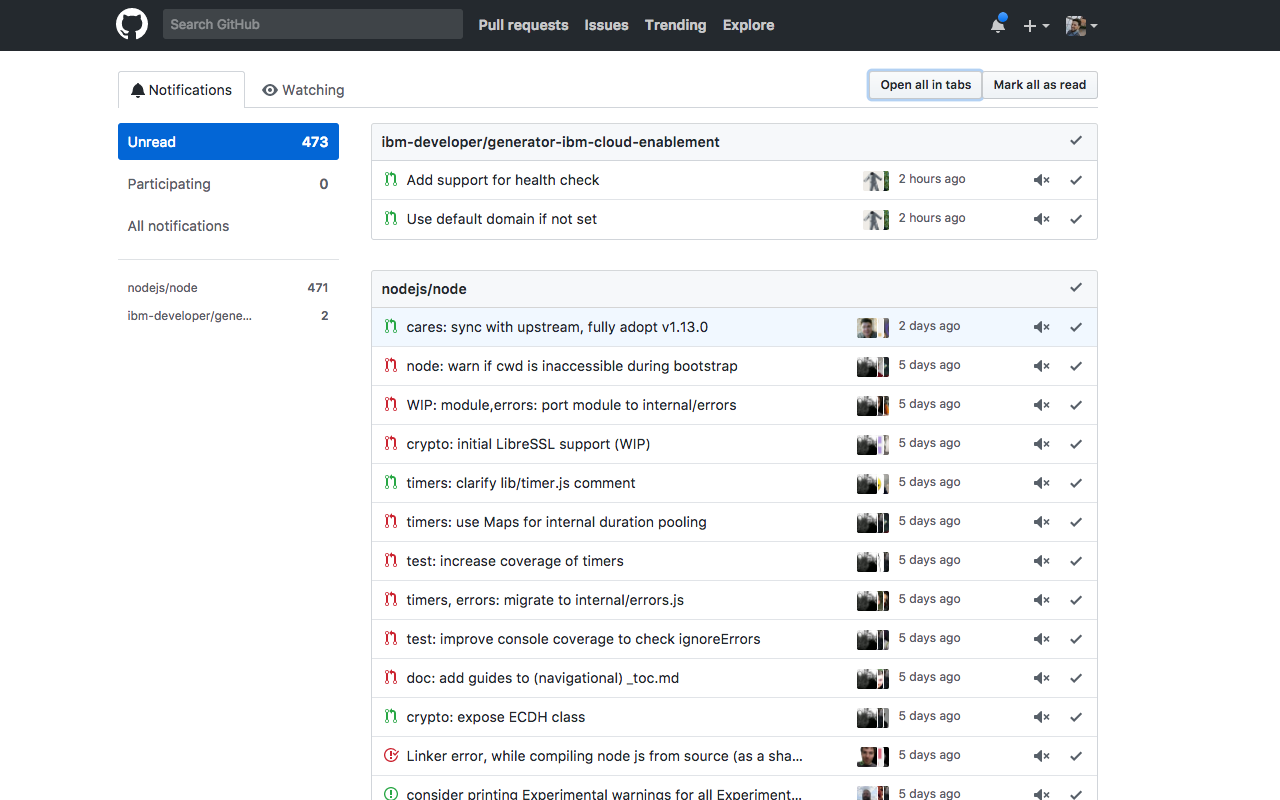 Search GitHub
Pull requests
Issues
Trending
Explore
Notifications
Watching
Open all in tabs
Mark all as read
Unread 473
Participating 0
All notifications
nodejs/node 471
ibm-developer/gene... 2
ibm-developer/generator-ibm-cloud-enablement
Add support for health check 2 hours ago
Use default domain if not set 2 hours ago
nodejs/node
cares: sync with upstream, fully adopt v1.13.0 2 days ago
node: warn if cwd is inaccessible during bootstrap 5 days ago
WIP: module,errors: port module to internal/errors 5 days ago
crypto: initial LibreSSL support (WIP) 5 days ago
timers: clarify lib/timer.js comment 5 days ago
timers: use Maps for internal duration pooling 5 days ago
test: increase coverage of timers 5 days ago
timers, errors: migrate to internal/errors.js 5 days ago
test: improve console coverage to check ignoreErrors 5 days ago
doc: add guides to (navigational) _toc.md 5 days ago
crypto: expose ECDH class 5 days ago
Linker error, while compiling node js from source (as a sha... 5 days ago
consider printing Experimental warnings for all Experiment... 5 days ago